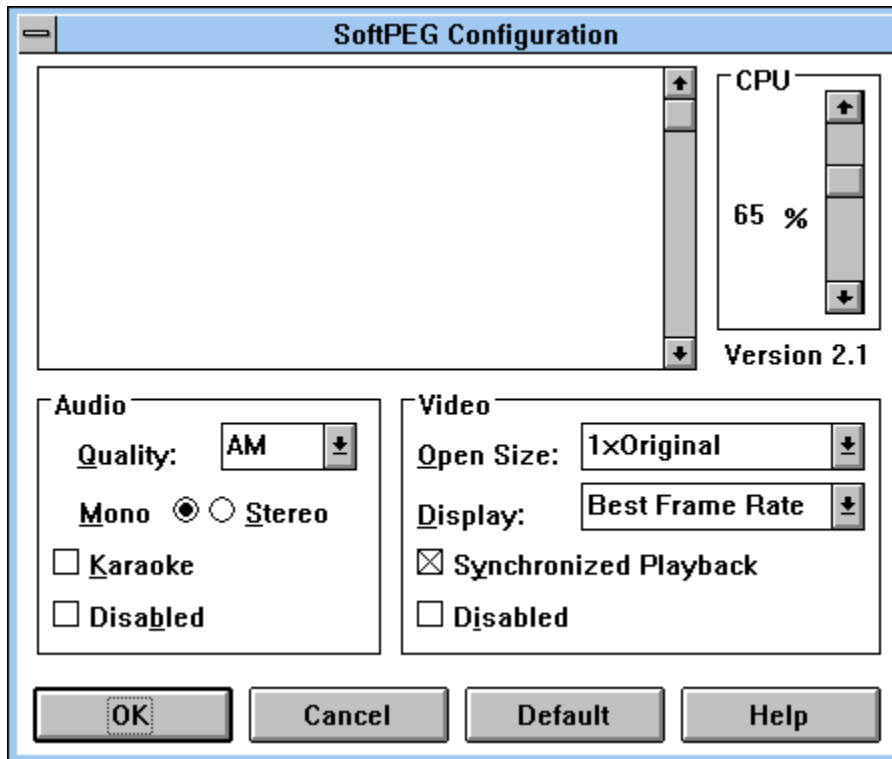 SoftPEG Configuration
CPU
65 %
Version 2.1
Audio
Quality: AM
Mono Stereo
Karaoke
Disabled
Video
Open Size: 1xOriginal
Display: Best Frame Rate
Synchronized Playback
Disabled
OK Cancel Default Help